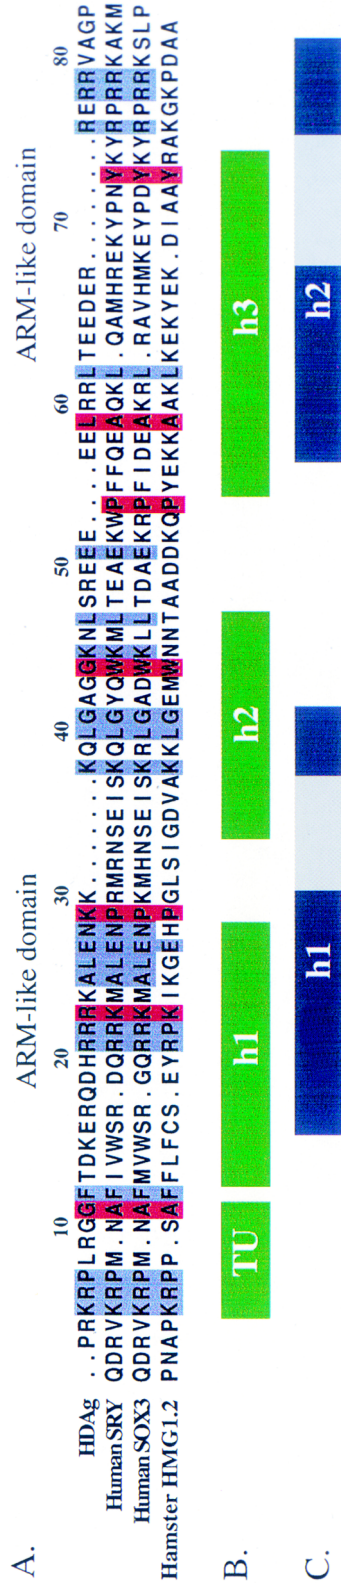 A.
ARM-like domain ARM-like domain
10 20 30 40 50 60 70 80
HDAg ..PRKRPLRGGFTDKERQDHRRRKALENKK.......KQLGAGGKNLSREEE....EELRRLTEEDER.......RERRVAGP
Human SRY QDRVKRPM.NAFIVWSR.DQRRKMALENPRMRNSEISKQLGYQWKMLTEAEKWPFFQEAQKL.QAMHREKYPNYKYRPRRKAKM
Human SOX3 QDRVKRPM.NAFMVWSR.GQRRKMALENPKMHNSEISKRLGADWKLLTDAEKRPFIDEAKRL.RAVHMKEYPDYKYRPRRKSLP
Hamster HMG1.2 PNAPKRPP.SAFFLFCS.EYRPKIKGEHPGLSIGDVAKKLGEMWNNTAADDKQPYEKKAAKLKEKYEK.DIAAYRAKGKPDAA
B.
TU h1 h2 h3
C.
h1 h2